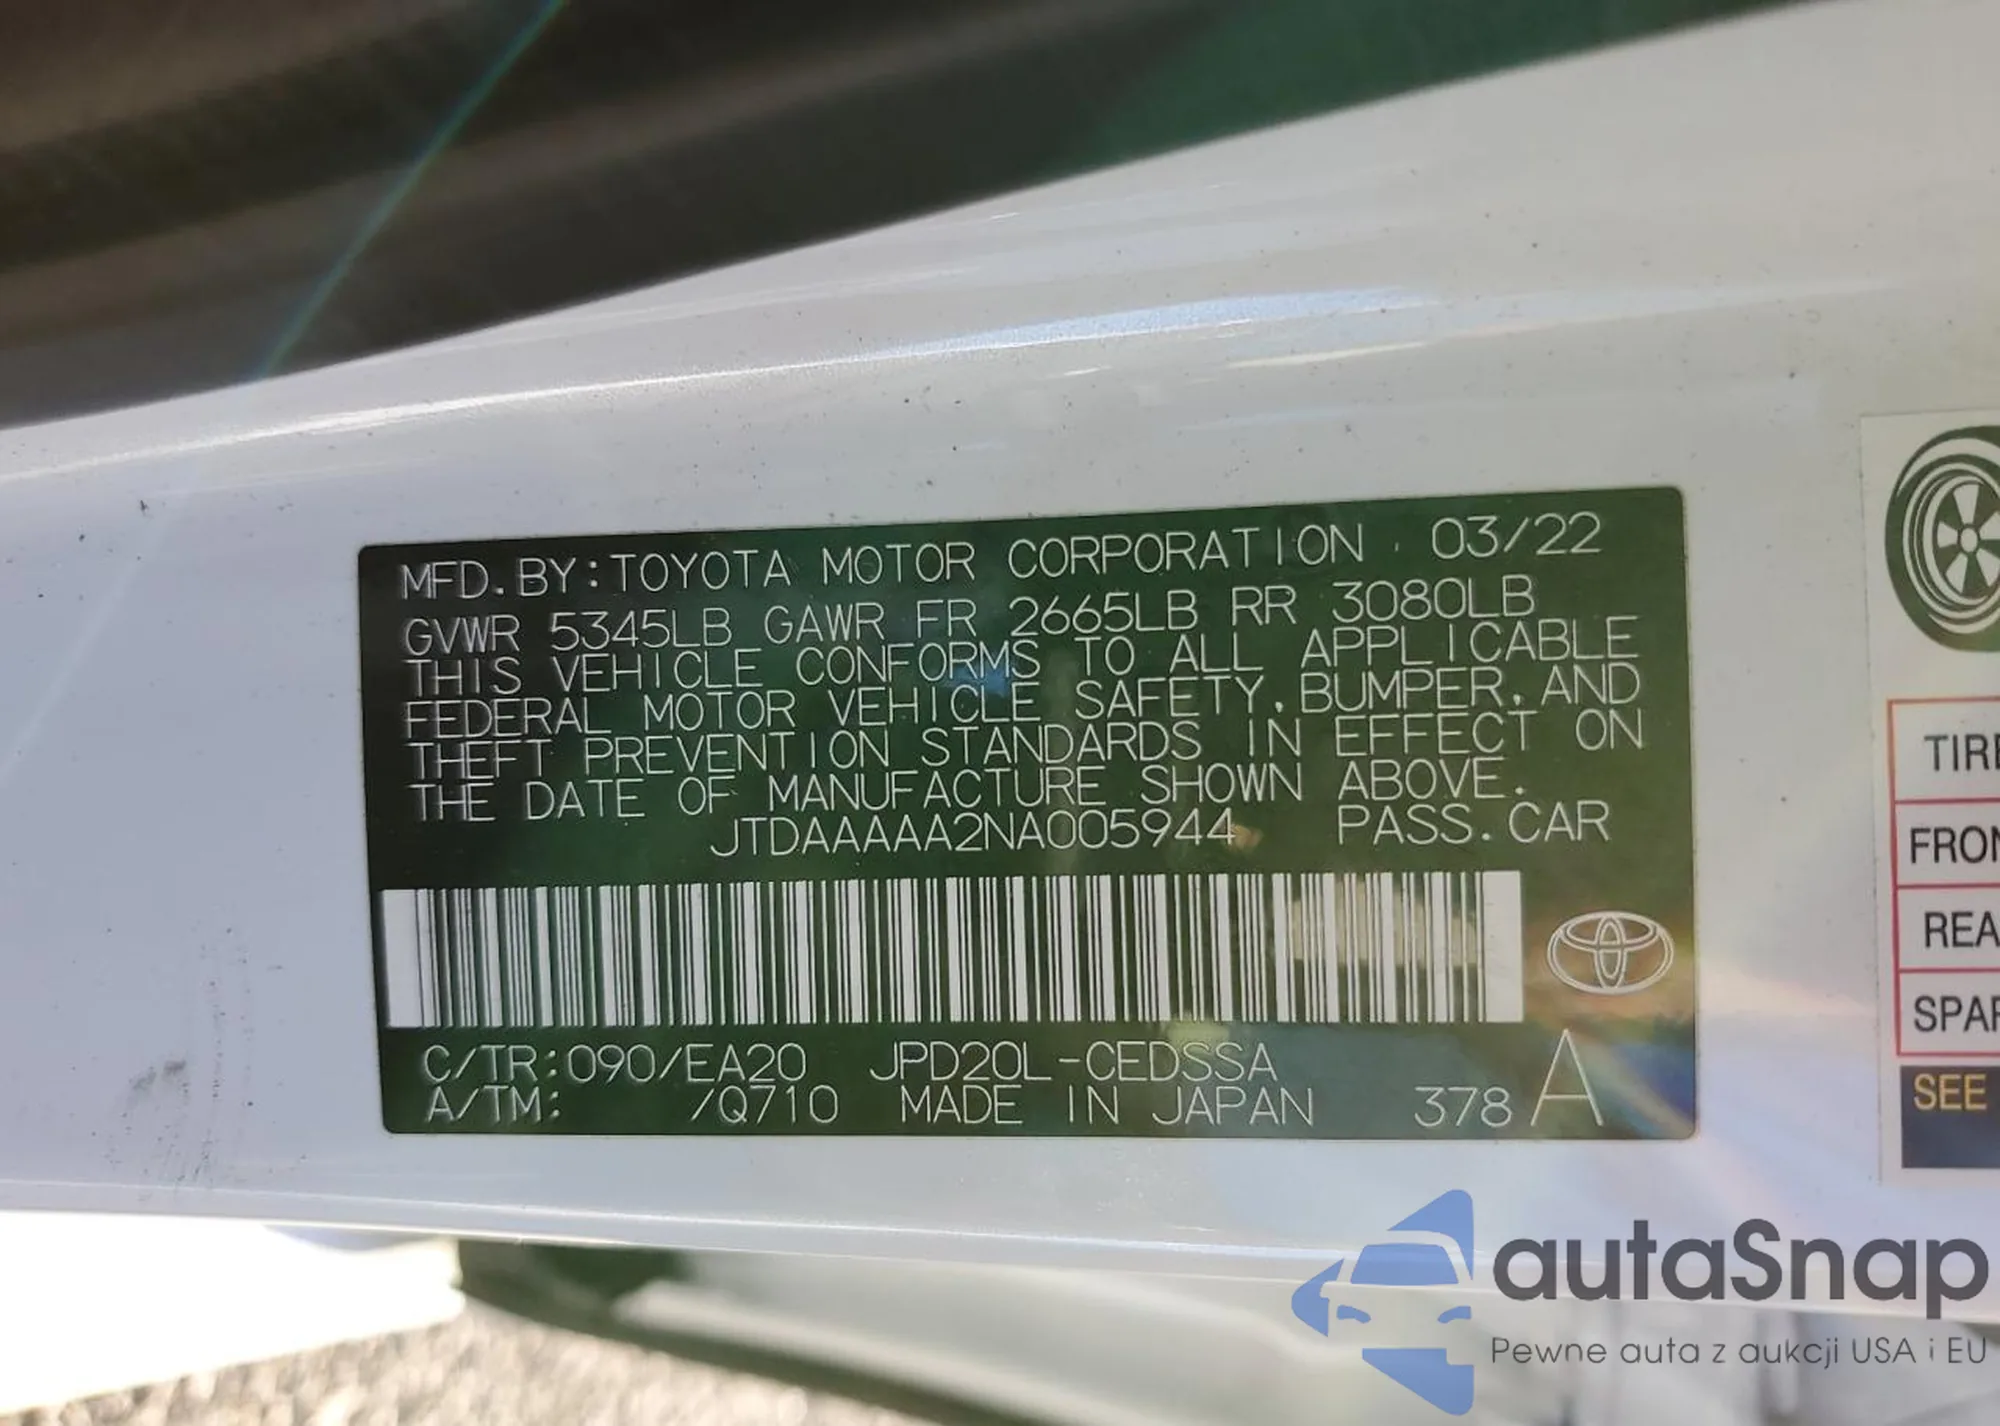 MFD. BY: TOYOTA MOTOR CORPORATION 03/22
GVWR 5345LB GAWR FR 2665LB RR 3080LB
THIS VEHICLE CONFORMS TO ALL APPLICABLE
FEDERAL MOTOR VEHICLE SAFETY, BUMPER, AND
THEFT PREVENTION STANDARDS IN EFFECT ON
THE DATE OF MANUFACTURE SHOWN ABOVE.
JTDAAAAA2NA005944 PASS. CAR
C/TR: 090/EA20 JPD20L-CEDSSA
A/TM: /Q710 MADE IN JAPAN 378 A
TIRE
FRON
REA
SPAR
SEE
autaSnap
Pewne auta z aukcji USA i EU